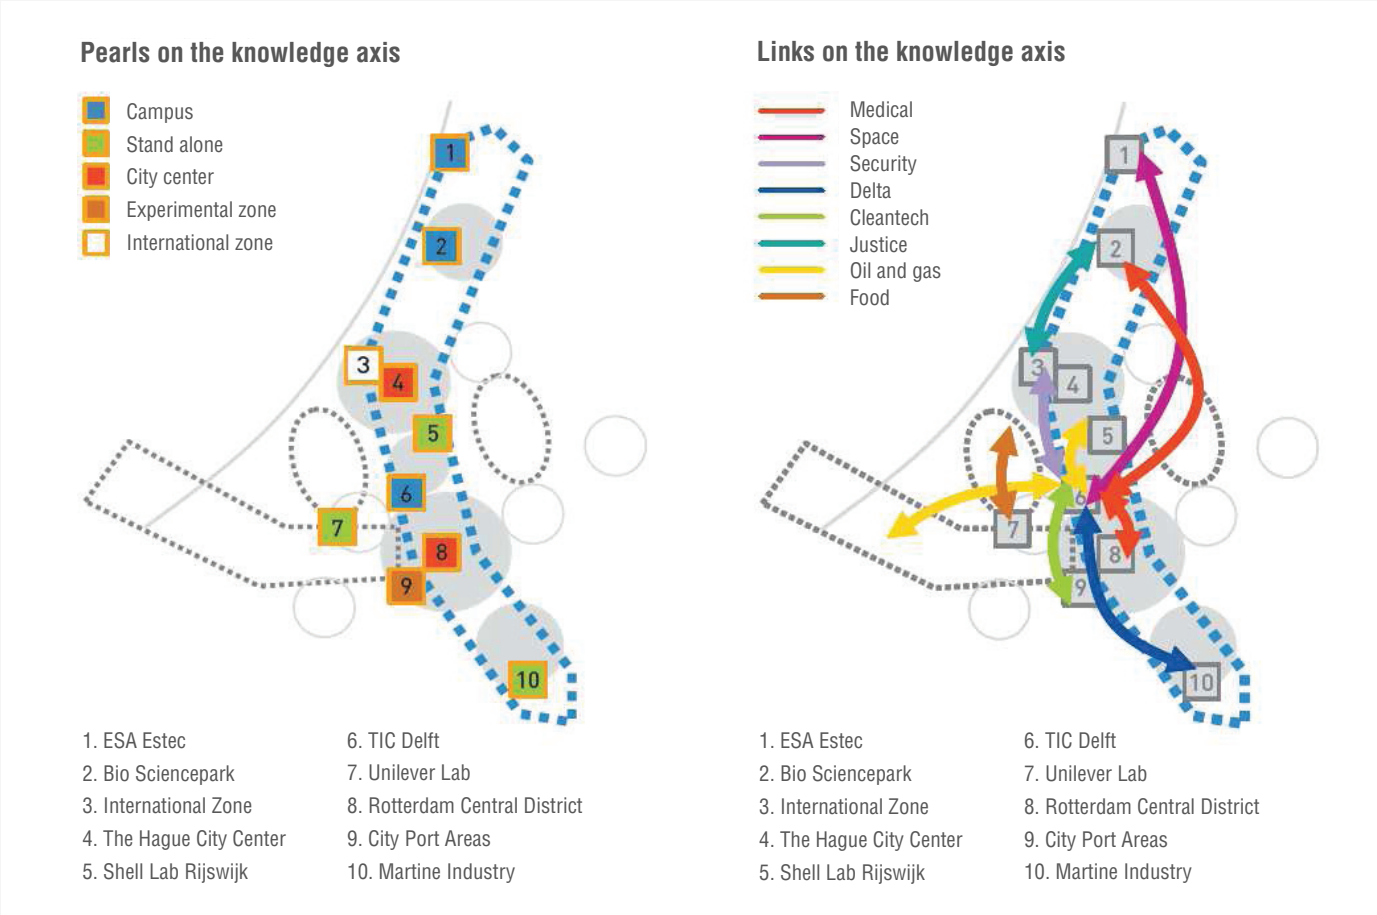 Pearls on the knowledge axis
Campus
Stand alone
City center
Experimental zone
International zone
1
2
3
4
5
6
7
8
9
10
1. ESA Estec
2. Bio Sciencepark
3. International Zone
4. The Hague City Center
5. Shell Lab Rijswijk
6. TIC Delft
7. Unilever Lab
8. Rotterdam Central District
9. City Port Areas
10. Martine Industry
Links on the knowledge axis
Medical
Space
Security
Delta
Cleantech
Justice
Oil and gas
Food
1
2
3
4
5
6
7
8
9
10
1. ESA Estec
2. Bio Sciencepark
3. International Zone
4. The Hague City Center
5. Shell Lab Rijswijk
6. TIC Delft
7. Unilever Lab
8. Rotterdam Central District
9. City Port Areas
10. Martine Industry